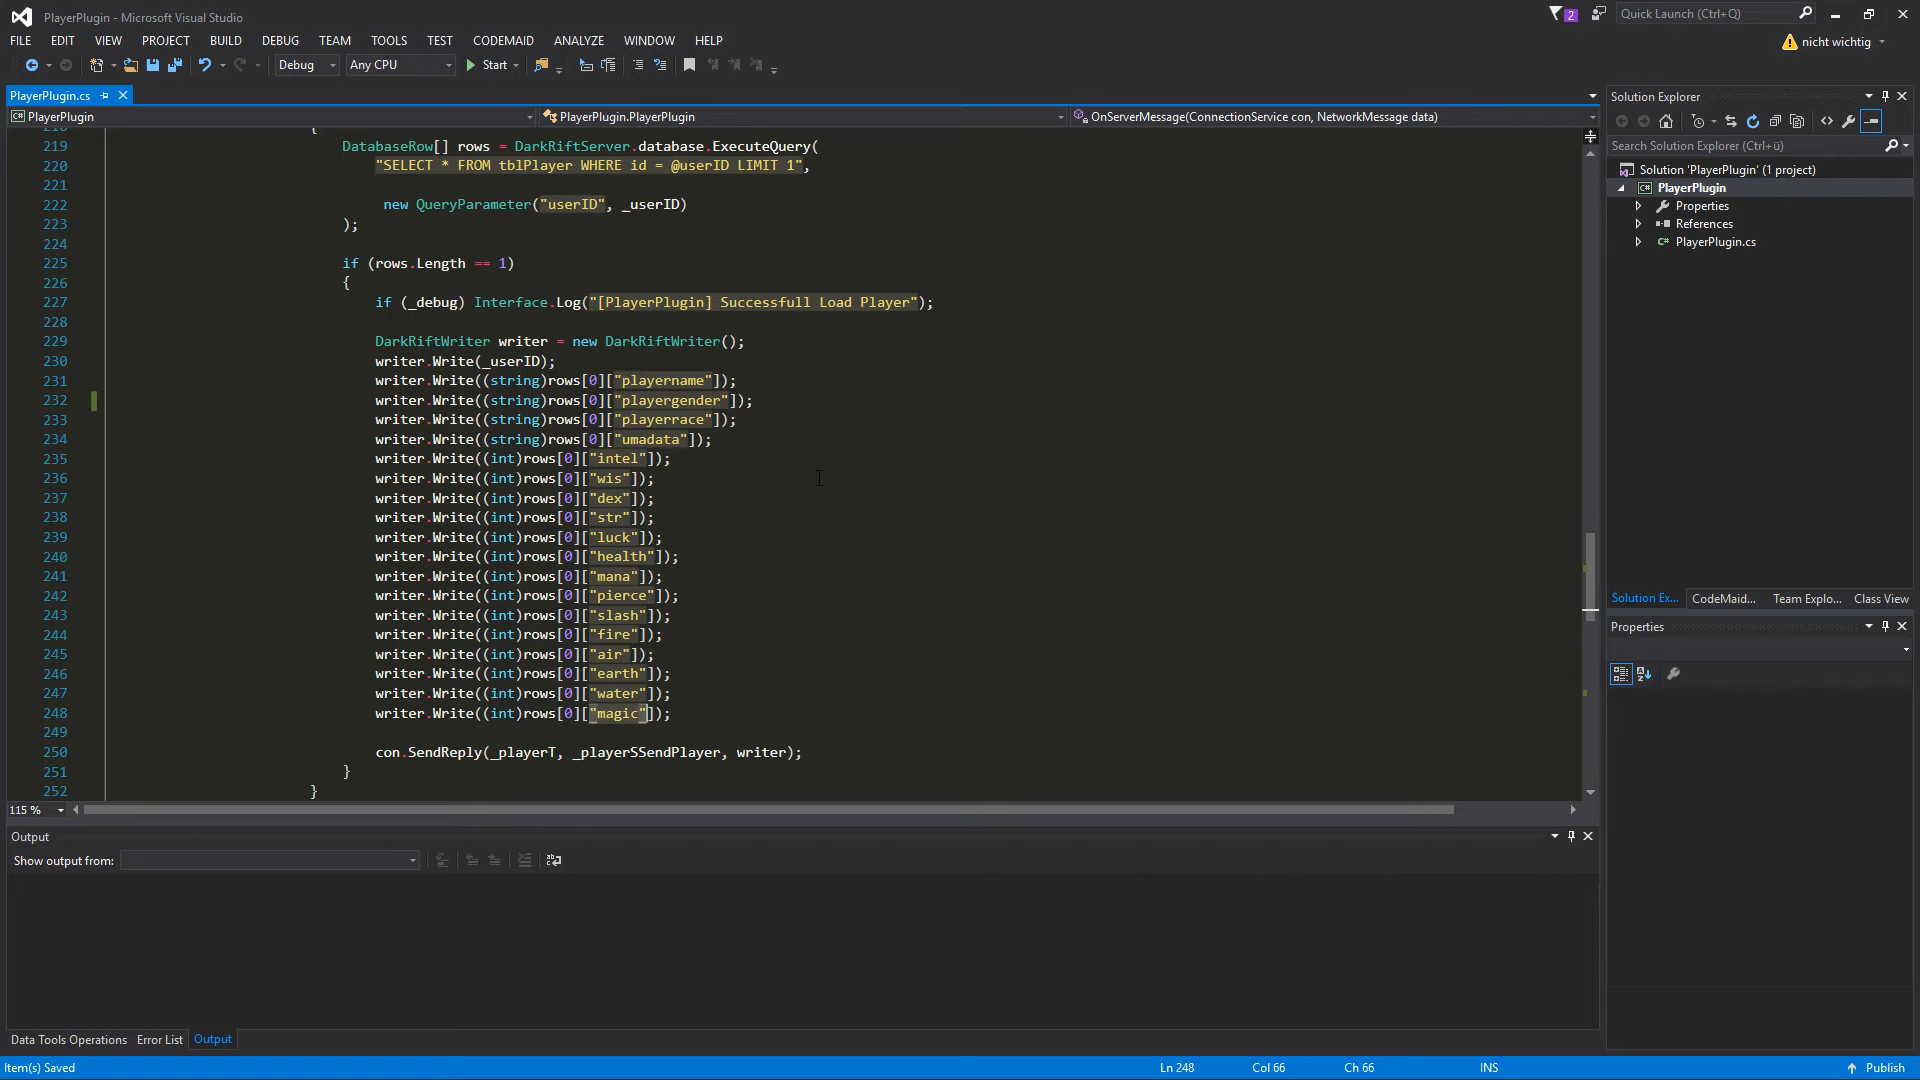 PlayerPlugin - Microsoft Visual Studio
2
Quick Launch (Ctrl+Q)
FILE EDIT VIEW PROJECT BUILD DEBUG TEAM TOOLS TEST CODEMAID ANALYZE WINDOW HELP
nicht wichtig
Debug Any CPU Start
PlayerPlugin.cs
PlayerPlugin PlayerPlugin.PlayerPlugin OnServerMessage(ConnectionService con, NetworkMessage data)
218 {
219 DatabaseRow[] rows = DarkRiftServer.database.ExecuteQuery(
220 "SELECT * FROM tblPlayer WHERE id = @userID LIMIT 1",
221
222 new QueryParameter("userID", _userID)
223 );
224
225 if (rows.Length == 1)
226 {
227 if (_debug) Interface.Log("[PlayerPlugin] Successfull Load Player");
228
229 DarkRiftWriter writer = new DarkRiftWriter();
230 writer.Write(_userID);
231 writer.Write((string)rows[0]["playername"]);
232 writer.Write((string)rows[0]["playergender"]);
233 writer.Write((string)rows[0]["playerrace"]);
234 writer.Write((string)rows[0]["umadata"]);
235 writer.Write((int)rows[0]["intel"]);
236 writer.Write((int)rows[0]["wis"]);
237 writer.Write((int)rows[0]["dex"]);
238 writer.Write((int)rows[0]["str"]);
239 writer.Write((int)rows[0]["luck"]);
240 writer.Write((int)rows[0]["health"]);
241 writer.Write((int)rows[0]["mana"]);
242 writer.Write((int)rows[0]["pierce"]);
243 writer.Write((int)rows[0]["slash"]);
244 writer.Write((int)rows[0]["fire"]);
245 writer.Write((int)rows[0]["air"]);
246 writer.Write((int)rows[0]["earth"]);
247 writer.Write((int)rows[0]["water"]);
248 writer.Write((int)rows[0]["magic"]);
249
250 con.SendReply(_playerT, _playerSSendPlayer, writer);
251 }
252 }
115 %
Output
Show output from:
Data Tools Operations Error List Output
Solution Explorer
Search Solution Explorer (Ctrl+ü)
Solution 'PlayerPlugin' (1 project)
PlayerPlugin
Properties
References
PlayerPlugin.cs
Solution Ex... CodeMaid... Team Explo... Class View
Properties
Item(s) Saved Ln 248 Col 66 Ch 66 INS Publish